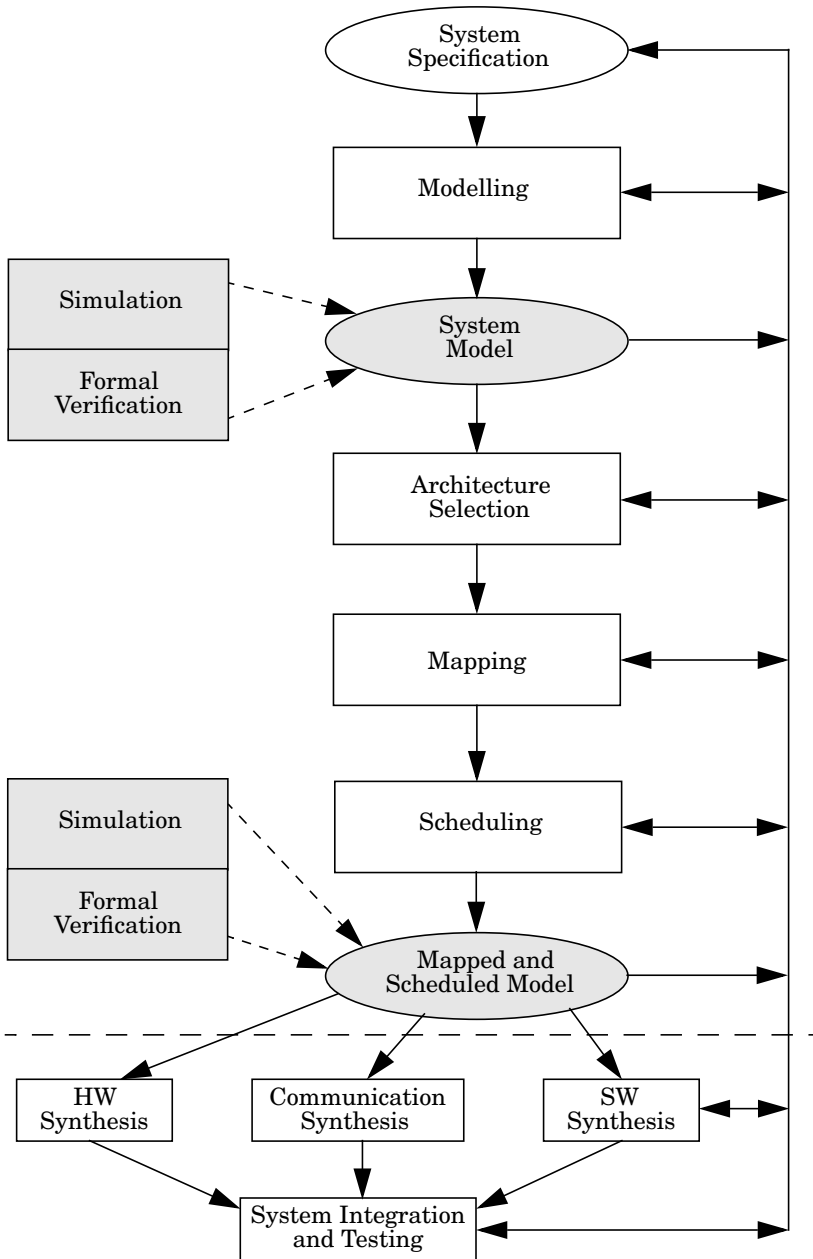 System
Specification
Modelling
Simulation
System
Model
Formal
Verification
Architecture
Selection
Mapping
Simulation
Scheduling
Formal
Verification
Mapped and
Scheduled Model
HW
Synthesis
Communication
Synthesis
SW
Synthesis
System Integration
and Testing